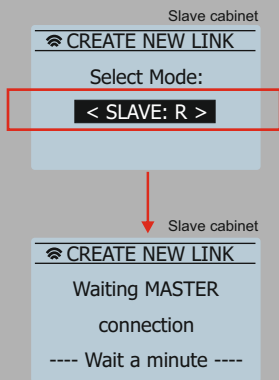 Slave cabinet
CREATE NEW LINK
Select Mode:
< SLAVE: R >
Slave cabinet
CREATE NEW LINK
Waiting MASTER
connection
---- Wait a minute ----